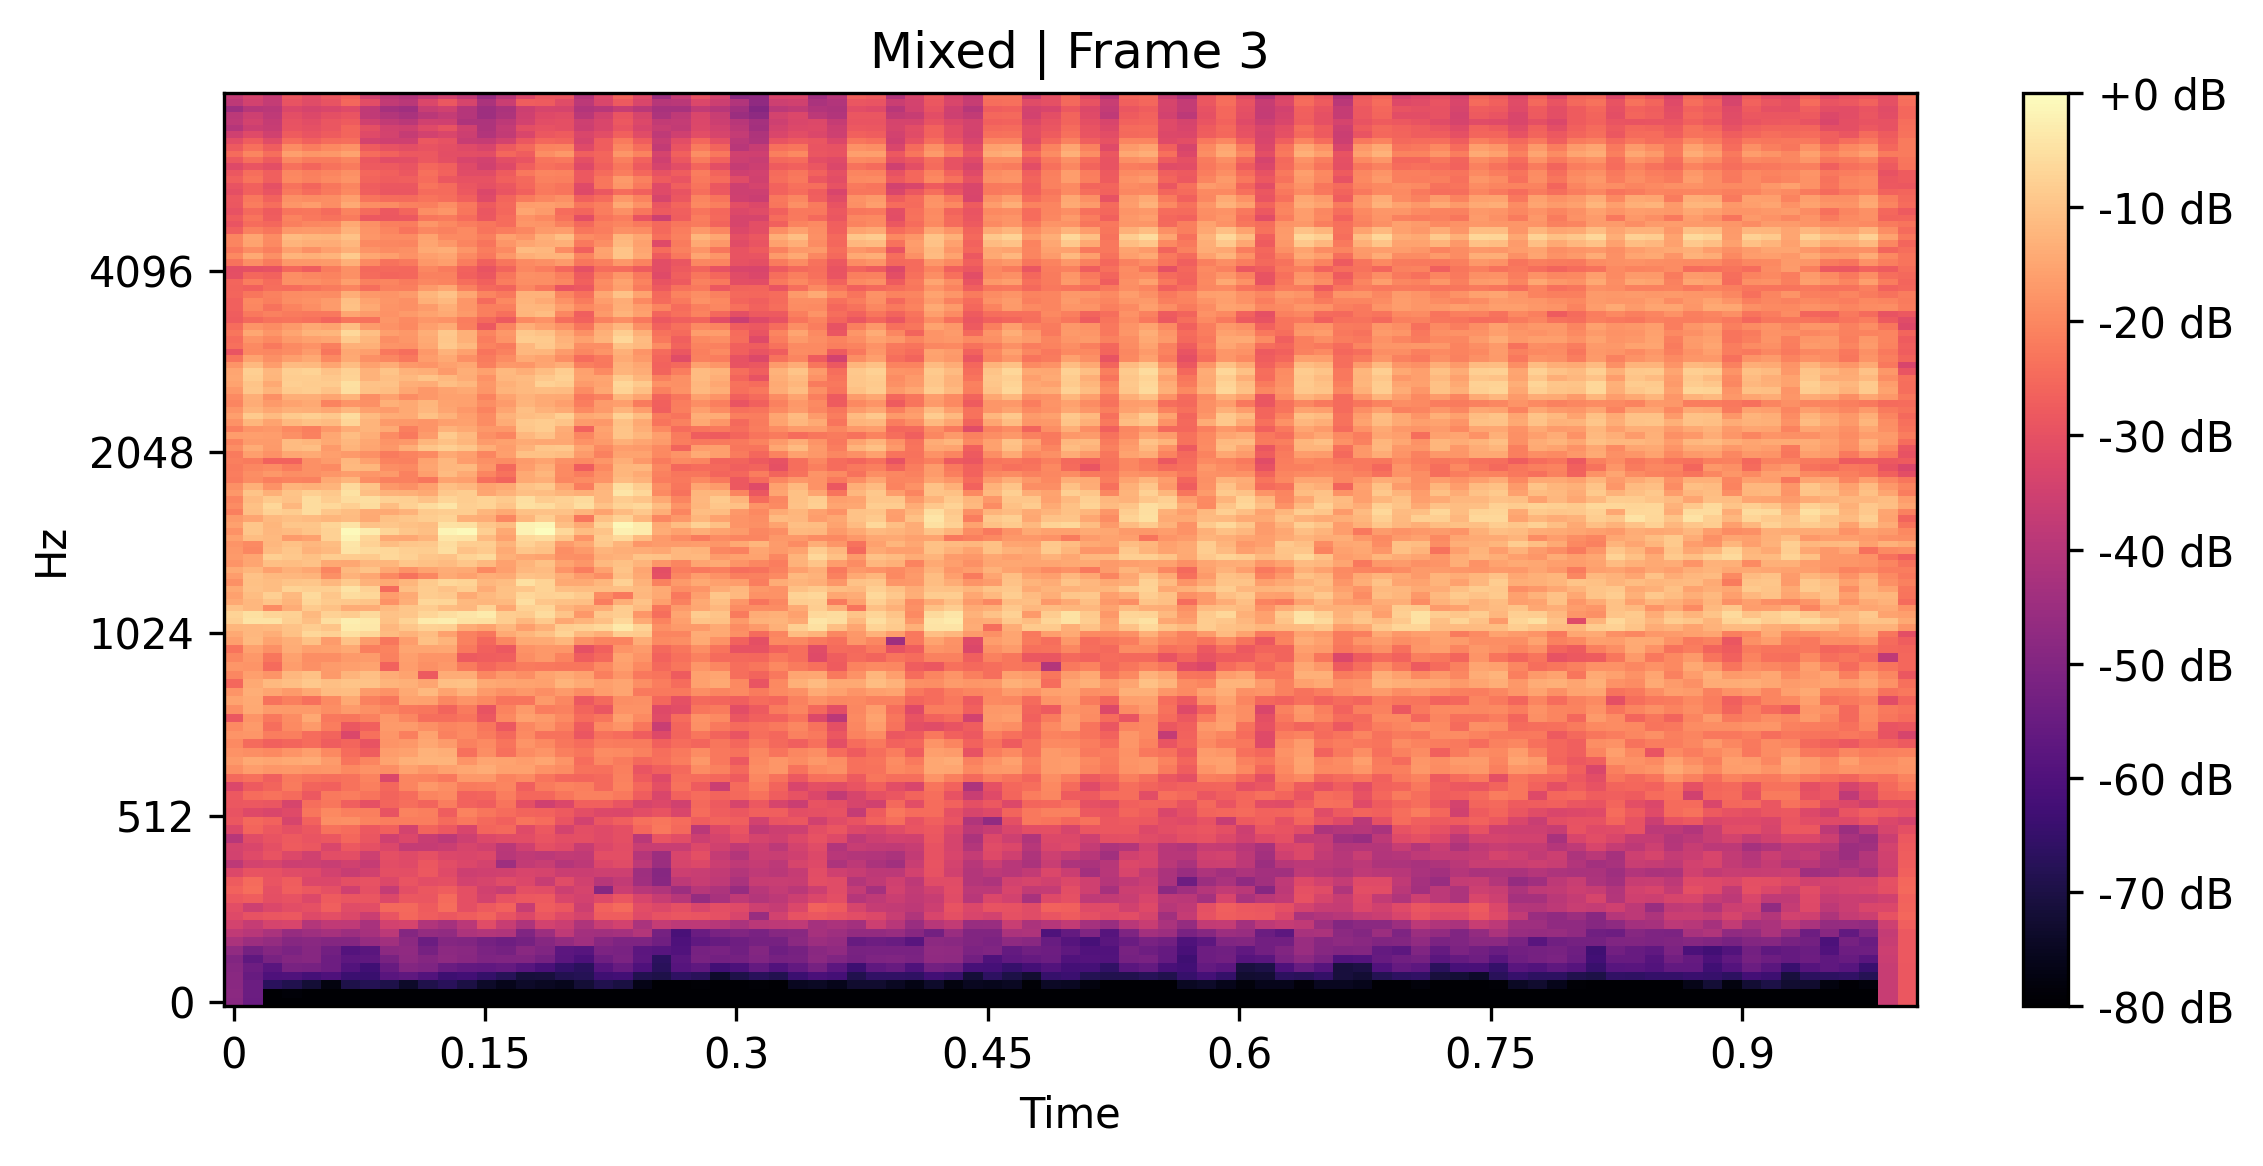 Mixed | Frame 3
+0 dB
-10 dB
-20 dB
-30 dB
-40 dB
-50 dB
-60 dB
-70 dB
-80 dB
4096
2048
1024
512
0
Hz
0 0.15 0.3 0.45 0.6 0.75 0.9
Time